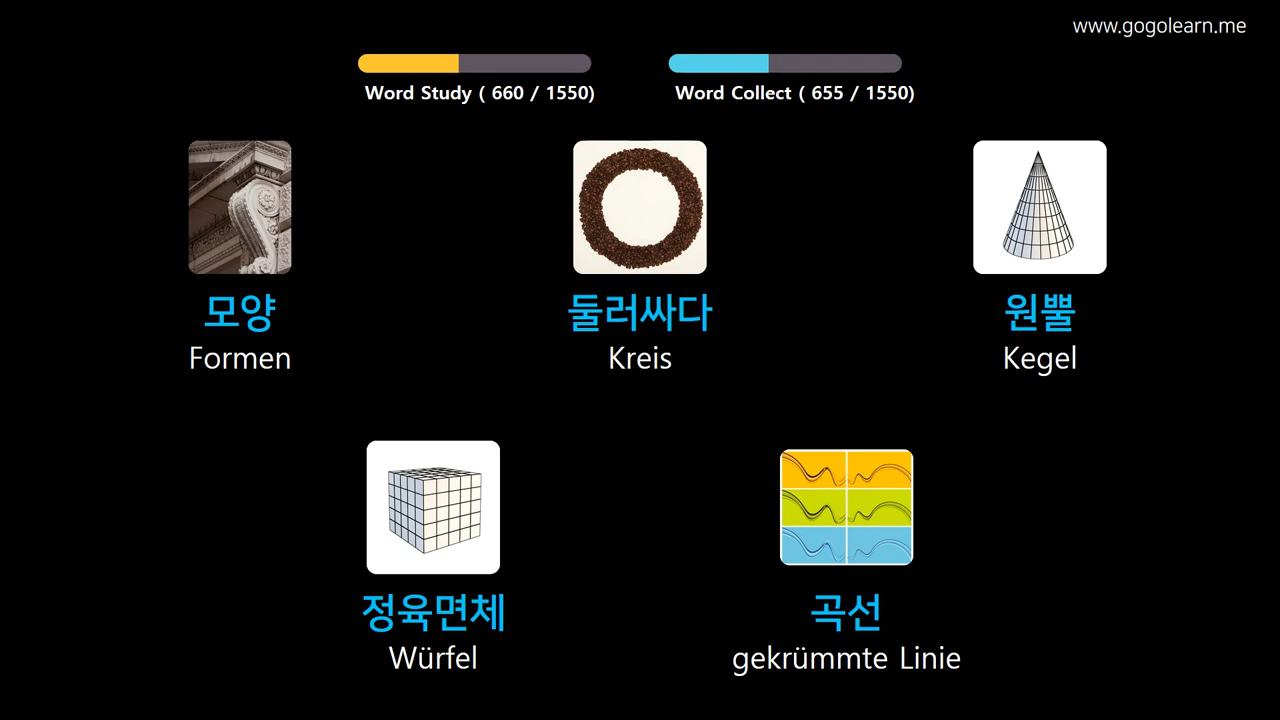 www.gogolearn.me
Word Study ( 660 / 1550)
Word Collect ( 655 / 1550)
모양
Formen
둘러싸다
Kreis
원뿔
Kegel
정육면체
Würfel
곡선
gekrümmte Linie